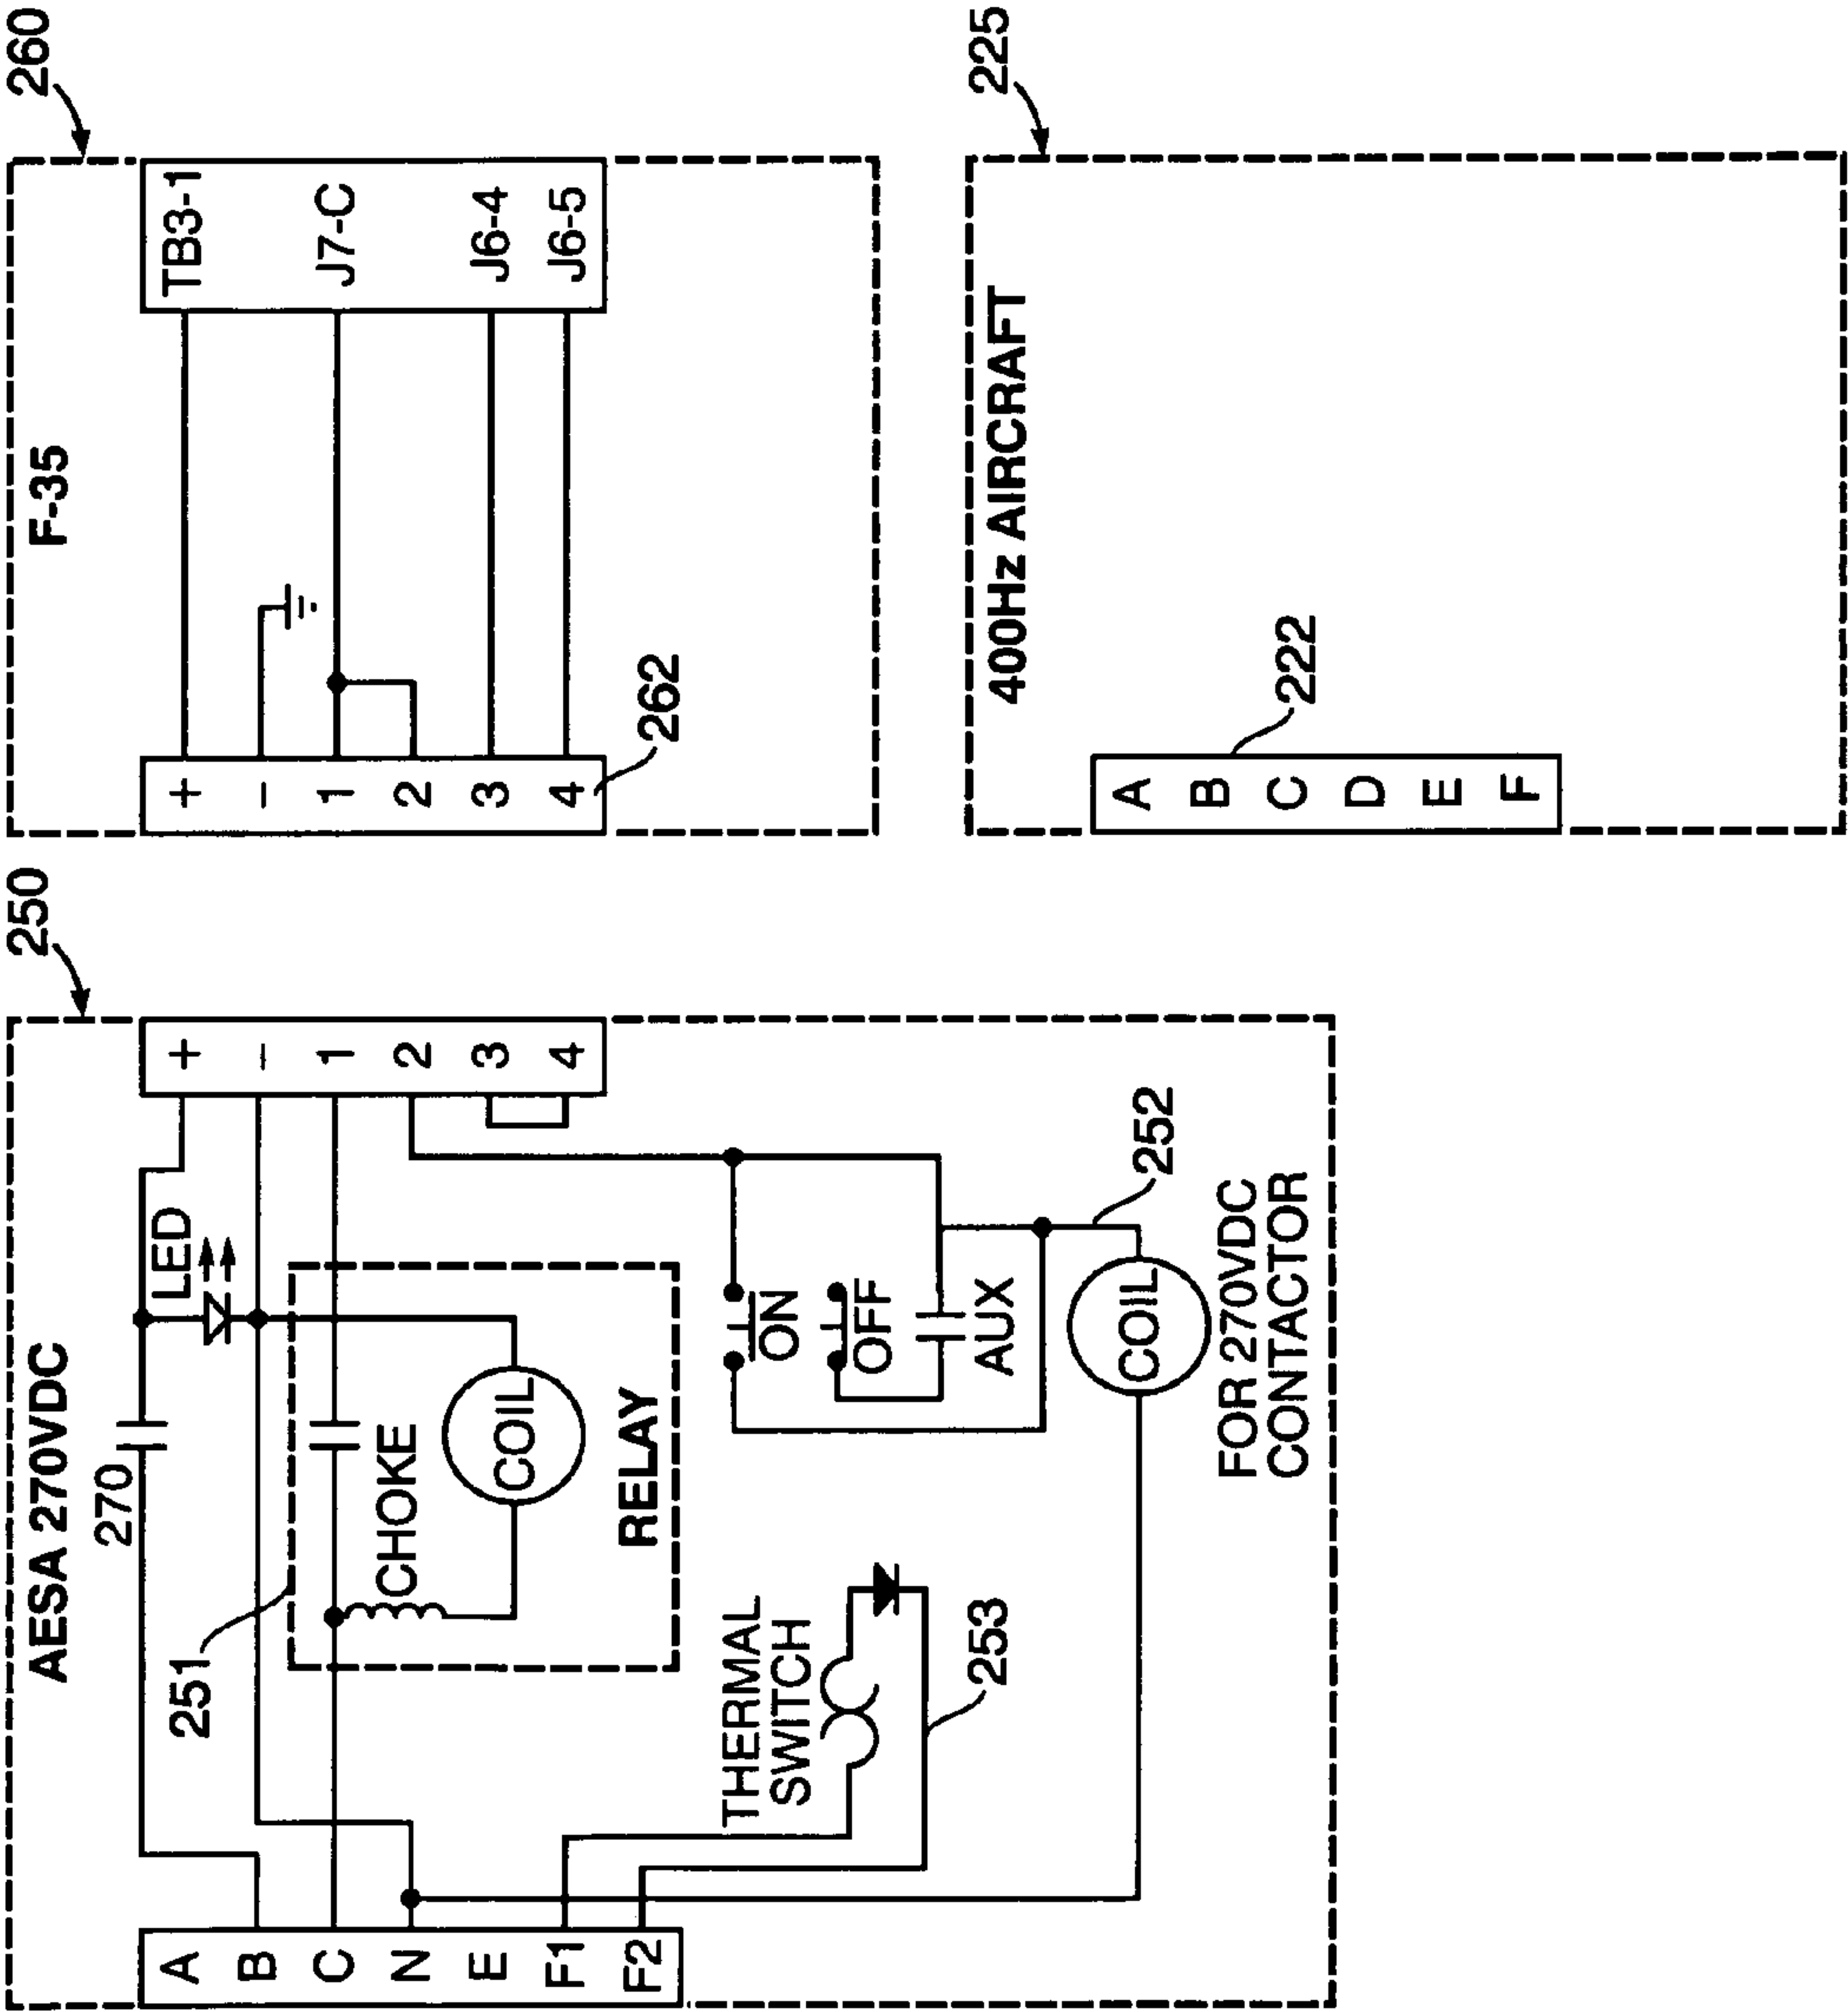 AESA 270VDC
250
270
LED
A
B
C
N
E
F1
F2
+
−
1
2
3
4
251
CHOKE
COIL
RELAY
THERMAL
SWITCH
253
ON
OFF
AUX
252
COIL
FOR 270VDC
CONTACTOR
F-35
260
+
−
1
2
3
4
TB3-1
J7-C
J6-4
J6-5
262
400Hz AIRCRAFT
225
222
A
B
C
D
E
F